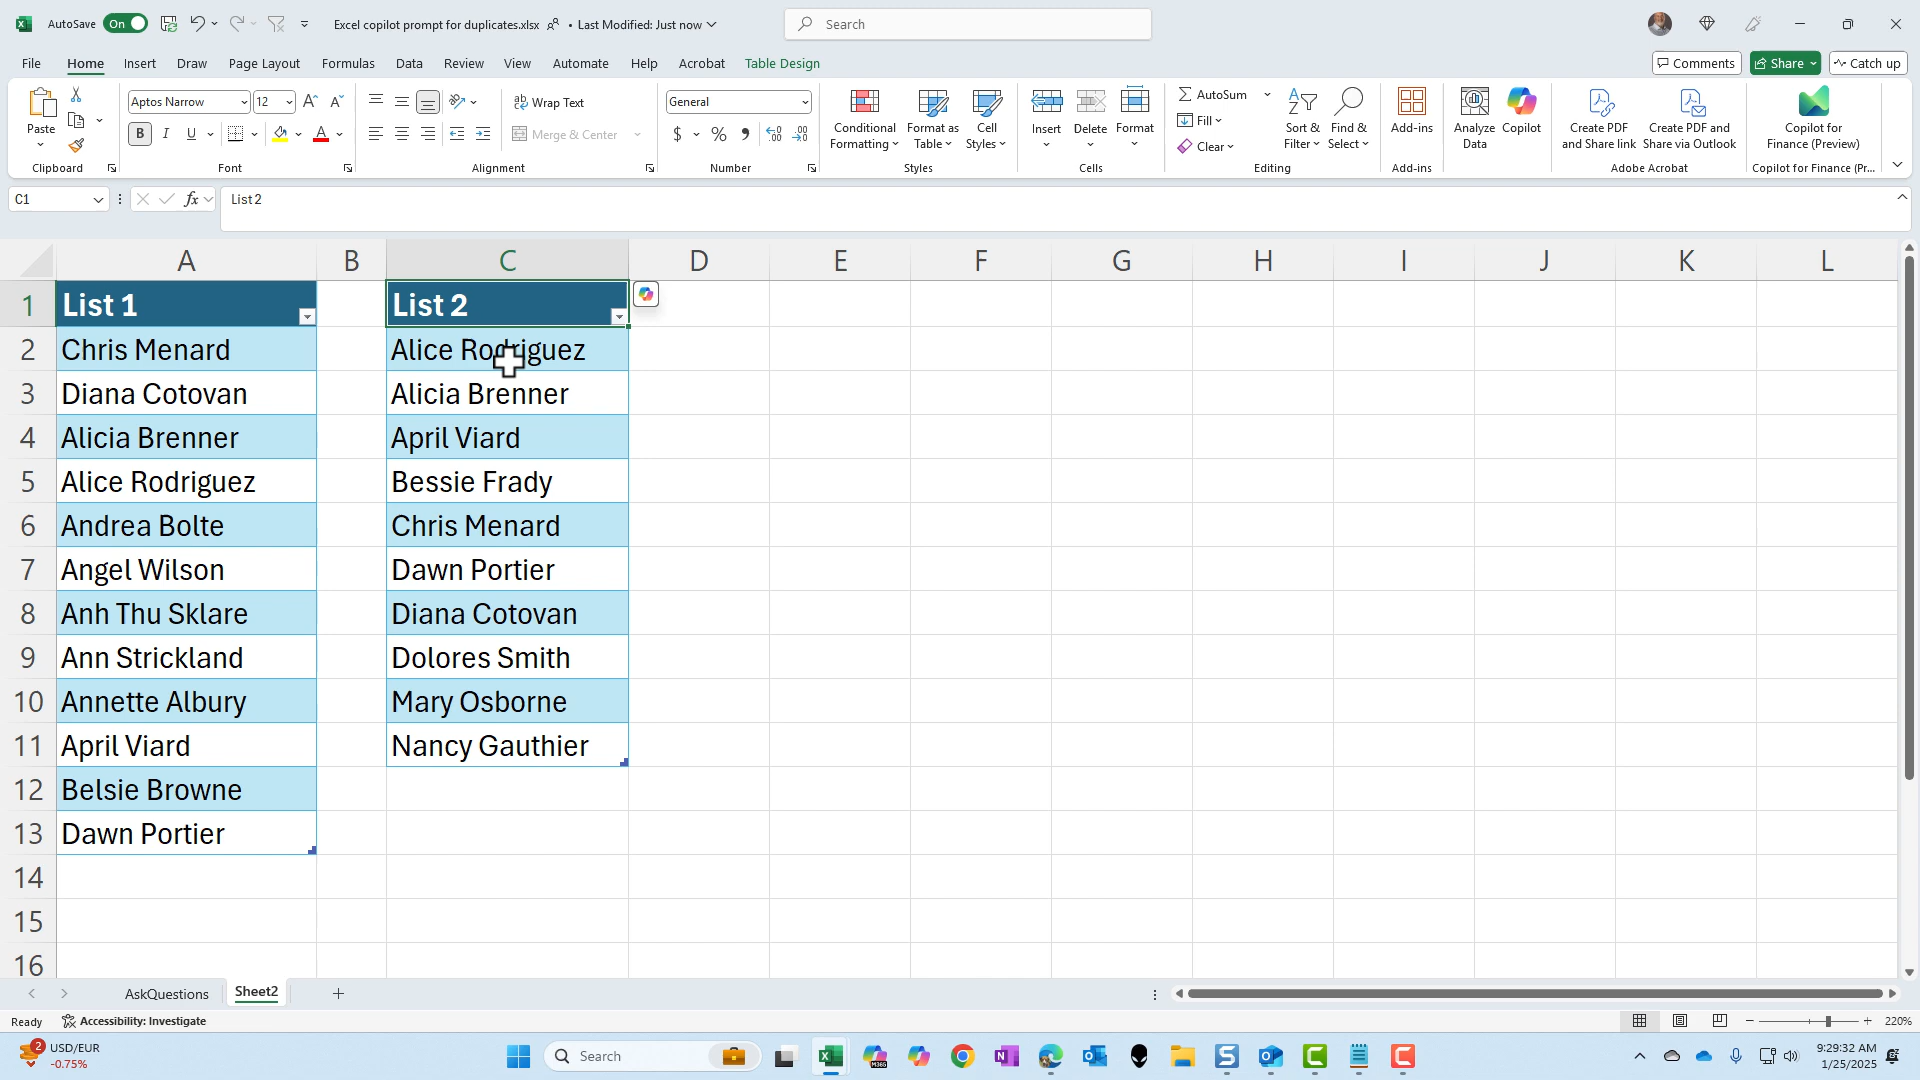 AutoSave On Excel copilot prompt for duplicates.xlsx • Last Modified: Just now Search
File Home Insert Draw Page Layout Formulas Data Review View Automate Help Acrobat Table Design Comments Share Catch up
Aptos Narrow 12 Wrap Text General AutoSum
Paste B I U Merge & Center $ % Conditional Formatting Format as Table Cell Styles Insert Delete Format Fill Clear Sort & Filter Find & Select Add-ins Analyze Data Copilot Create PDF and Share link Create PDF and Share via Outlook Copilot for Finance (Preview)
Clipboard Font Alignment Number Styles Cells Editing Add-ins Adobe Acrobat Copilot for Finance (Pr...
C1 fx List 2
A B C D E F G H I J K L
1 List 1 List 2
2 Chris Menard Alice Rodriguez
3 Diana Cotovan Alicia Brenner
4 Alicia Brenner April Viard
5 Alice Rodriguez Bessie Frady
6 Andrea Bolte Chris Menard
7 Angel Wilson Dawn Portier
8 Anh Thu Sklare Diana Cotovan
9 Ann Strickland Dolores Smith
10 Annette Albury Mary Osborne
11 April Viard Nancy Gauthier
12 Belsie Browne
13 Dawn Portier
14
15
16
AskQuestions Sheet2
Ready Accessibility: Investigate 220%
2 USD/EUR
-0.75%
Search
M365
9:29:32 AM
1/25/2025